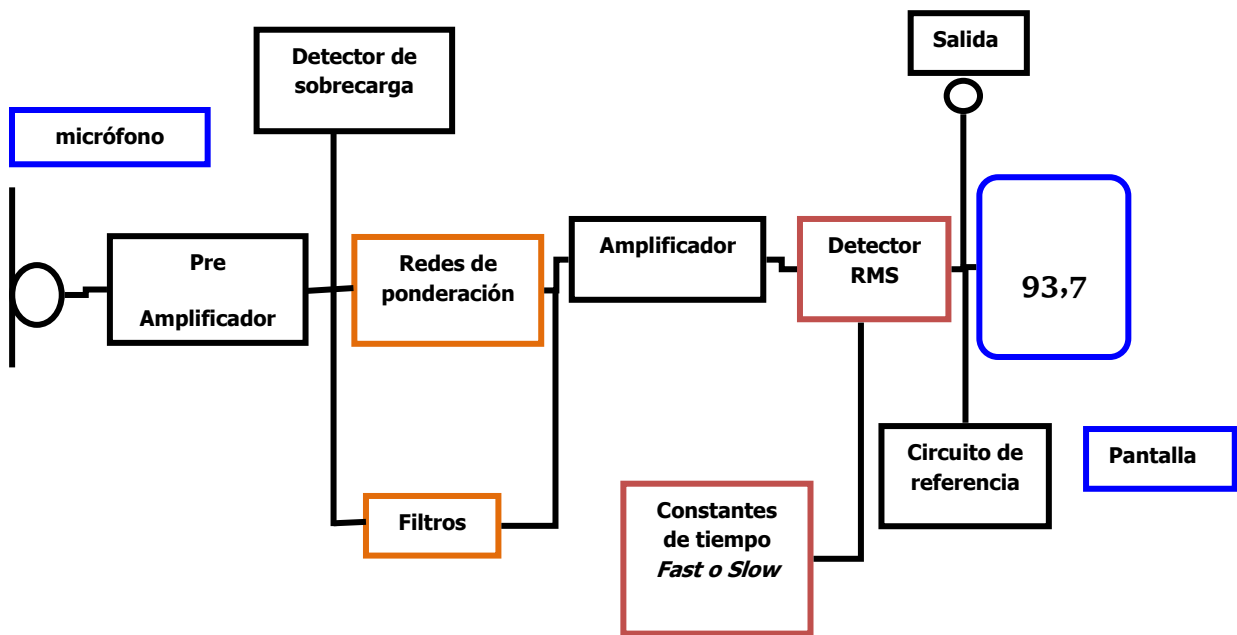 Salida
Detector de
sobrecarga
micrófono
Pre
Amplificador
Redes de
ponderación
Amplificador
Detector
RMS
93,7
Circuito de
referencia
Pantalla
Filtros
Constantes
de tiempo
Fast o Slow